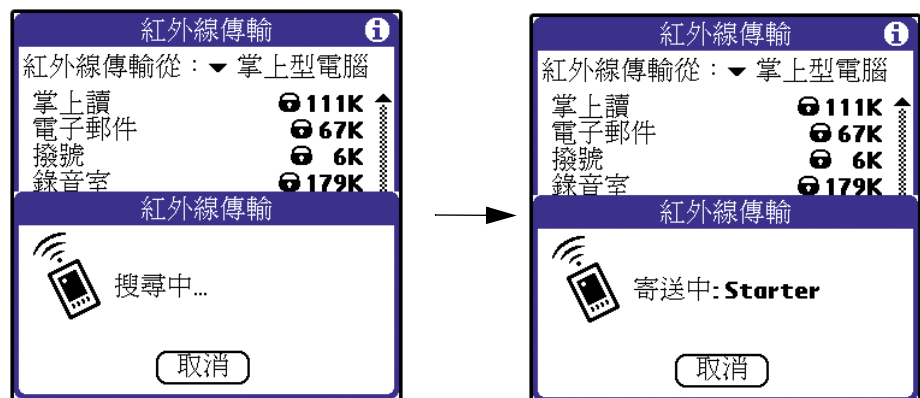 紅外線傳輸
紅外線傳輸從：掌上型電腦
掌上讀 111K
電子郵件 67K
撥號 6K
錄音室 179K
紅外線傳輸
搜尋中...
取消
紅外線傳輸
紅外線傳輸從：掌上型電腦
掌上讀 111K
電子郵件 67K
撥號 6K
錄音室 179K
紅外線傳輸
寄送中: Starter
取消